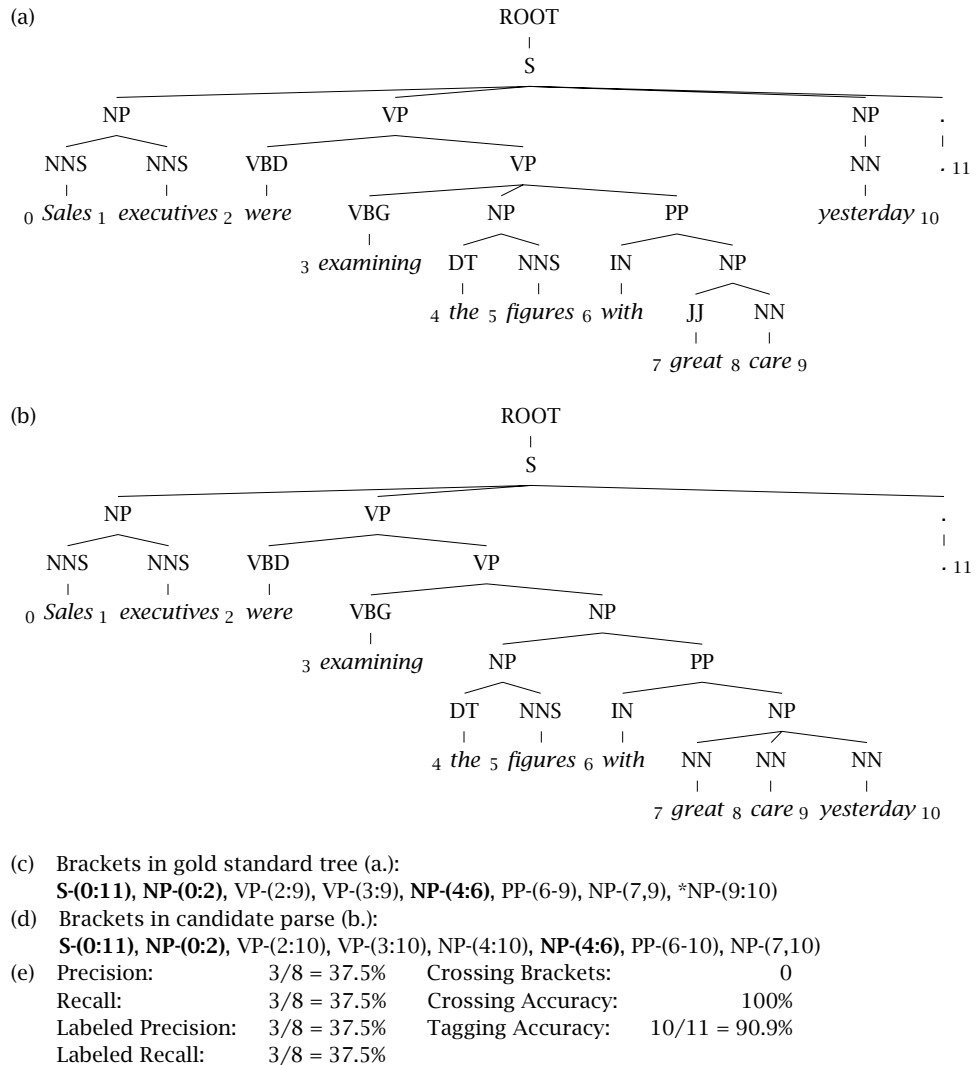 (a) ROOT
S
NP VP NP .
NNS NNS VBD VP NN . 11
0 Sales 1 executives 2 were VBG NP PP yesterday 10
3 examining DT NNS IN NP
4 the 5 figures 6 with JJ NN
7 great 8 care 9
(b) ROOT
S
NP VP .
NNS NNS VBD VP . 11
0 Sales 1 executives 2 were VBG NP
3 examining NP PP
DT NNS IN NP
4 the 5 figures 6 with NN NN NN
7 great 8 care 9 yesterday 10
(c) Brackets in gold standard tree (a.):
S-(0:11), NP-(0:2), VP-(2:9), VP-(3:9), NP-(4:6), PP-(6-9), NP-(7,9), *NP-(9:10)
(d) Brackets in candidate parse (b.):
S-(0:11), NP-(0:2), VP-(2:10), VP-(3:10), NP-(4:10), NP-(4:6), PP-(6-10), NP-(7,10)
(e) Precision: 3/8 = 37.5% Crossing Brackets: 0
Recall: 3/8 = 37.5% Crossing Accuracy: 100%
Labeled Precision: 3/8 = 37.5% Tagging Accuracy: 10/11 = 90.9%
Labeled Recall: 3/8 = 37.5%